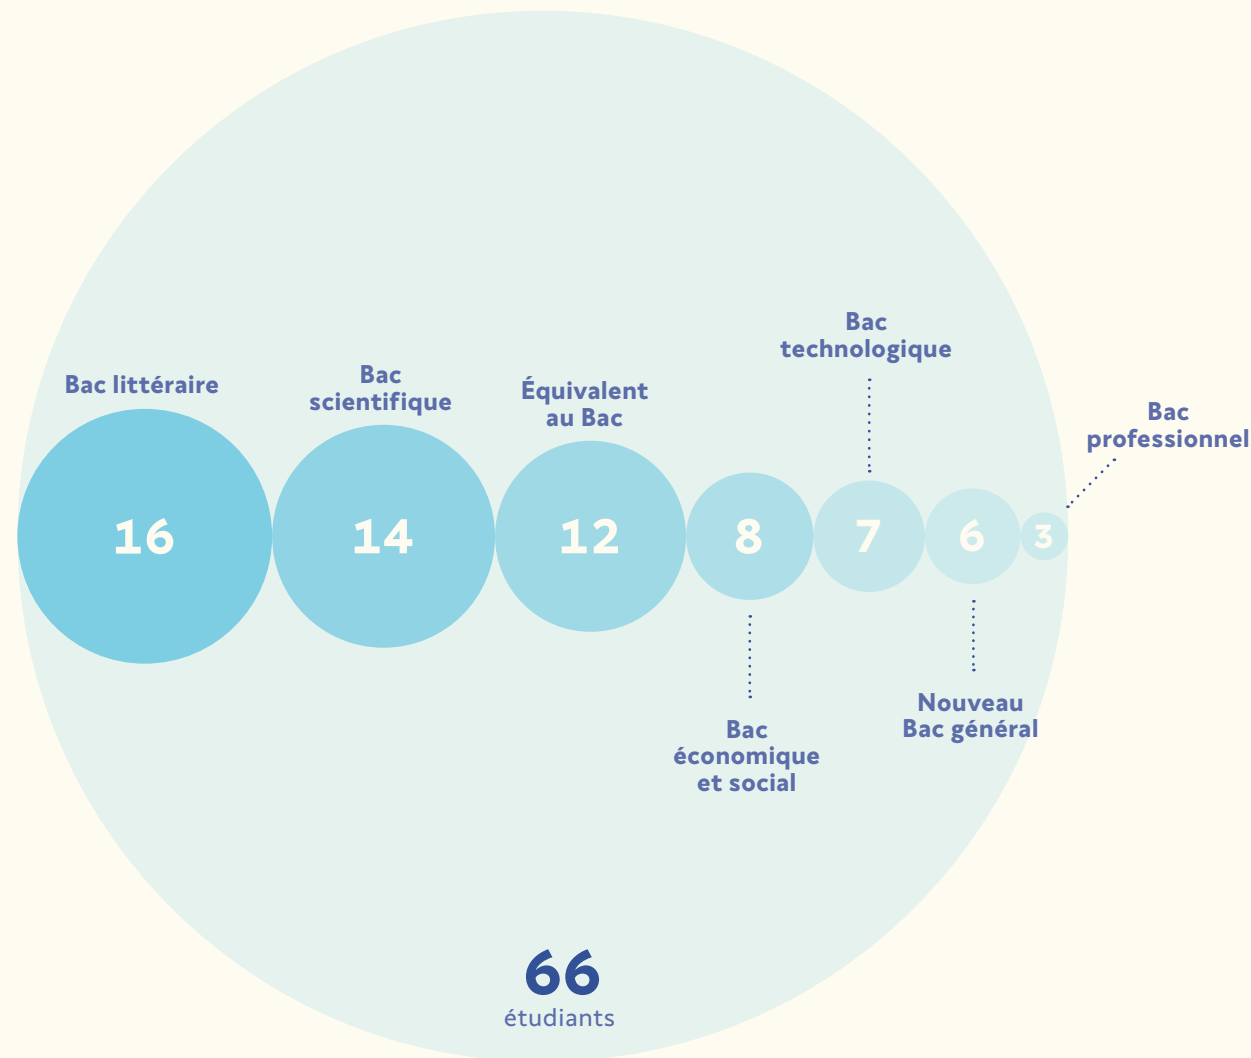 Bac
technologique
Bac littéraire
Bac
scientifique
Équivalent
au Bac
Bac
professionnel
16
14
12
8
7
6
3
Bac
économique
et social
Nouveau
Bac général
66
étudiants